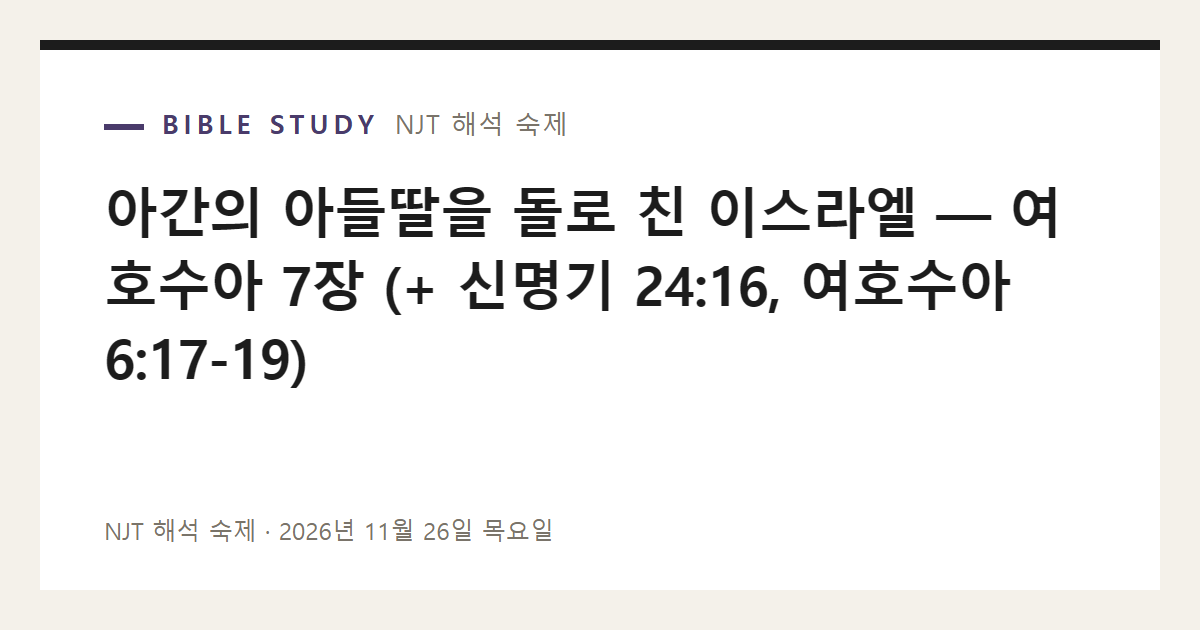 BIBLE STUDY NJT 해석 숙제
아간의 아들딸을 돌로 친 이스라엘 — 여
호수아 7장 (+ 신명기 24:16, 여호수아
6:17-19)
NJT 해석 숙제 · 2026년 11월 26일 목요일